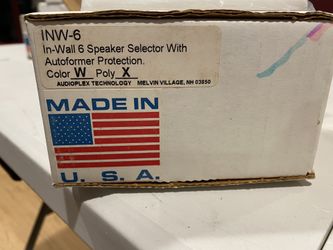 INW-6
In-Wall 6 Speaker Selector With
Autoformer Protection.
Color W Poly X
AUDIOPLEX TECHNOLOGY MELVIN VILLAGE, NH 03850
MADE IN
U. S. A.